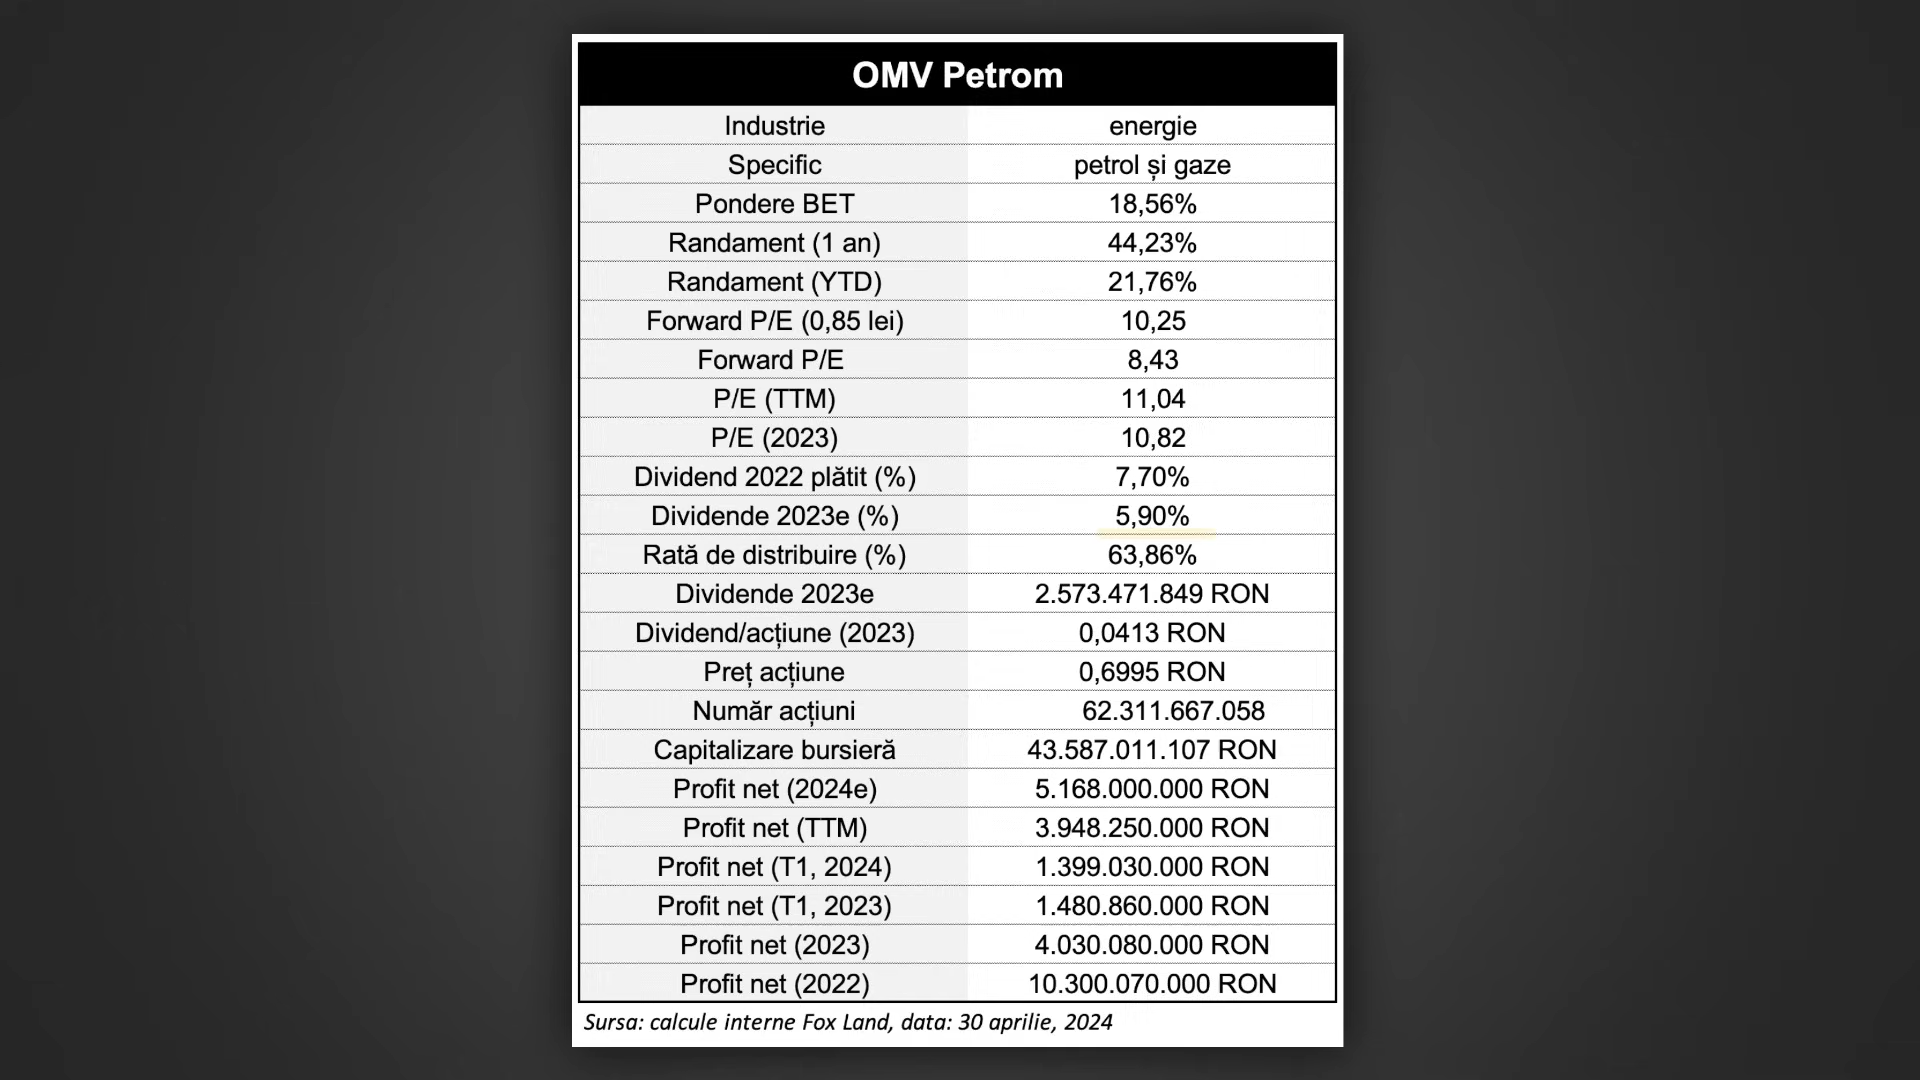 OMV Petrom
Industrie energie
Specific petrol și gaze
Pondere BET 18,56%
Randament (1 an) 44,23%
Randament (YTD) 21,76%
Forward P/E (0,85 lei) 10,25
Forward P/E 8,43
P/E (TTM) 11,04
P/E (2023) 10,82
Dividend 2022 plătit (%) 7,70%
Dividende 2023e (%) 5,90%
Rată de distribuire (%) 63,86%
Dividende 2023e 2.573.471.849 RON
Dividend/acțiune (2023) 0,0413 RON
Preț acțiune 0,6995 RON
Număr acțiuni 62.311.667.058
Capitalizare bursieră 43.587.011.107 RON
Profit net (2024e) 5.168.000.000 RON
Profit net (TTM) 3.948.250.000 RON
Profit net (T1, 2024) 1.399.030.000 RON
Profit net (T1, 2023) 1.480.860.000 RON
Profit net (2023) 4.030.080.000 RON
Profit net (2022) 10.300.070.000 RON
Sursa: calcule interne Fox Land, data: 30 aprilie, 2024